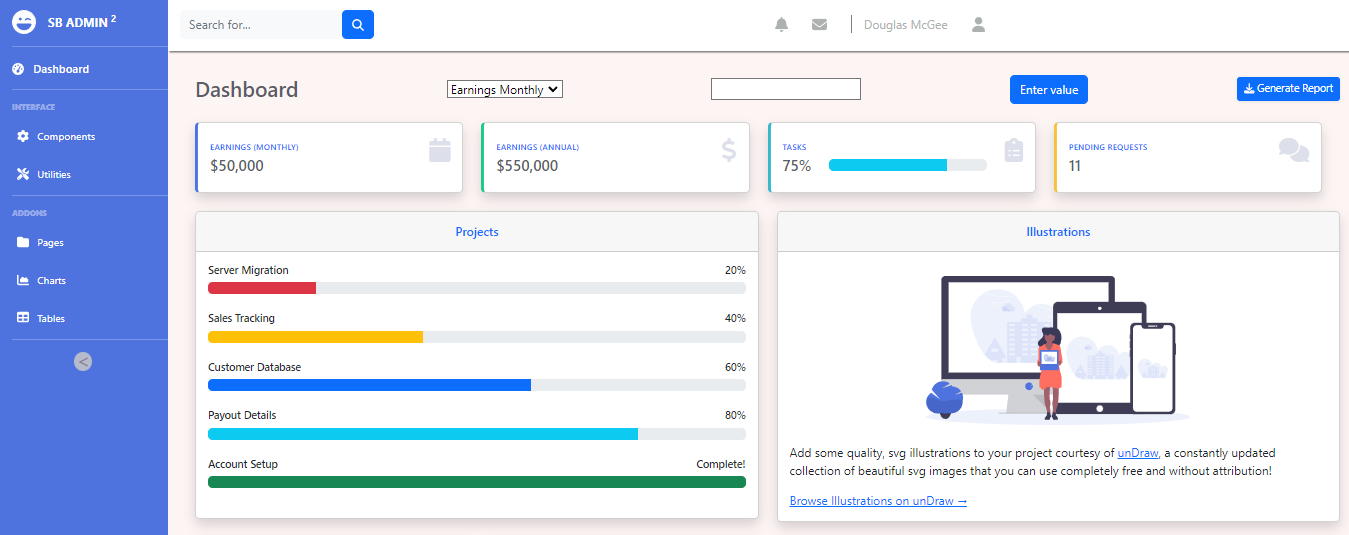 SB ADMIN 2
Search for...
Douglas McGee
Dashboard
INTERFACE
Components
Utilities
ADDONS
Pages
Charts
Tables
<
Dashboard
Earnings Monthly
Enter value
Generate Report
EARNINGS (MONTHLY)
$50,000
EARNINGS (ANNUAL)
$550,000
TASKS
75%
PENDING REQUESTS
11
Projects
Server Migration 20%
Sales Tracking 40%
Customer Database 60%
Payout Details 80%
Account Setup Complete!
Illustrations
Add some quality, svg illustrations to your project courtesy of unDraw, a constantly updated
collection of beautiful svg images that you can use completely free and without attribution!
Browse Illustrations on unDraw →